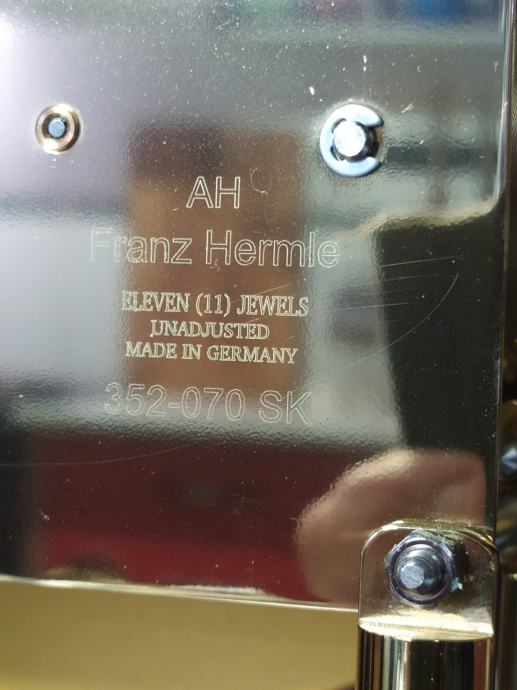 AH
Franz Hermle
ELEVEN (11) JEWELS
UNADJUSTED
MADE IN GERMANY
352-070 SK